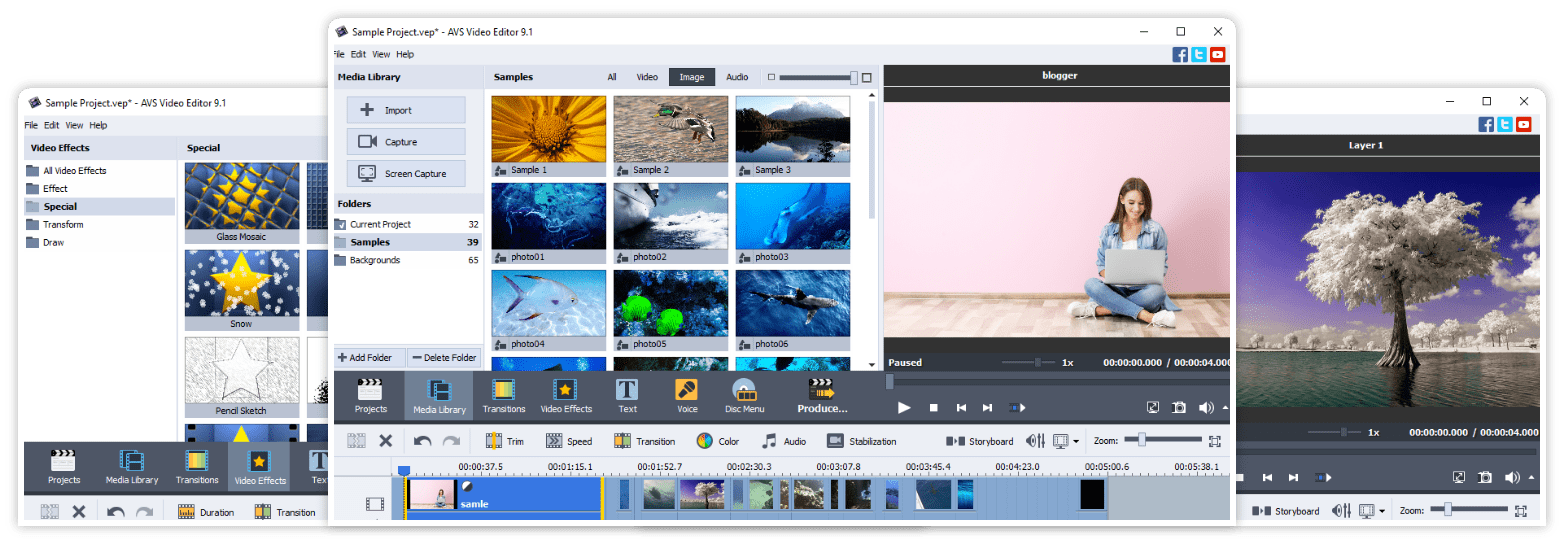 Sample Project.vep* - AVS Video Editor 9.1
File Edit View Help
Video Effects
All Video Effects
Effect
Special
Transform
Draw
Special
Glass Mosaic
Snow
Pencil Sketch
Projects
Media Library
Transitions
Video Effects
Duration
Transition
Sample Project.vep* - AVS Video Editor 9.1
File Edit View Help
Media Library
Import
Capture
Screen Capture
Folders
Current Project 32
Samples 39
Backgrounds 65
Add Folder
Delete Folder
Samples
All Video Image Audio
Sample 1 Sample 2 Sample 3
photo01 photo02 photo03
photo04 photo05 photo06
blogger
Paused 1x 00:00:00.000 / 00:00:04.000
Projects
Media Library
Transitions
Video Effects
Text
Voice
Disc Menu
Produce...
Trim Speed Transition Color Audio Stabilization Storyboard Zoom:
00:00:37.5 00:01:15.1 00:01:52.7 00:02:30.3 00:03:07.8 00:03:45.4 00:04:23.0 00:05:00.6 00:05:38.1
samle
Layer 1
1x 00:00:00.000 / 00:00:04.000
Storyboard Zoom: